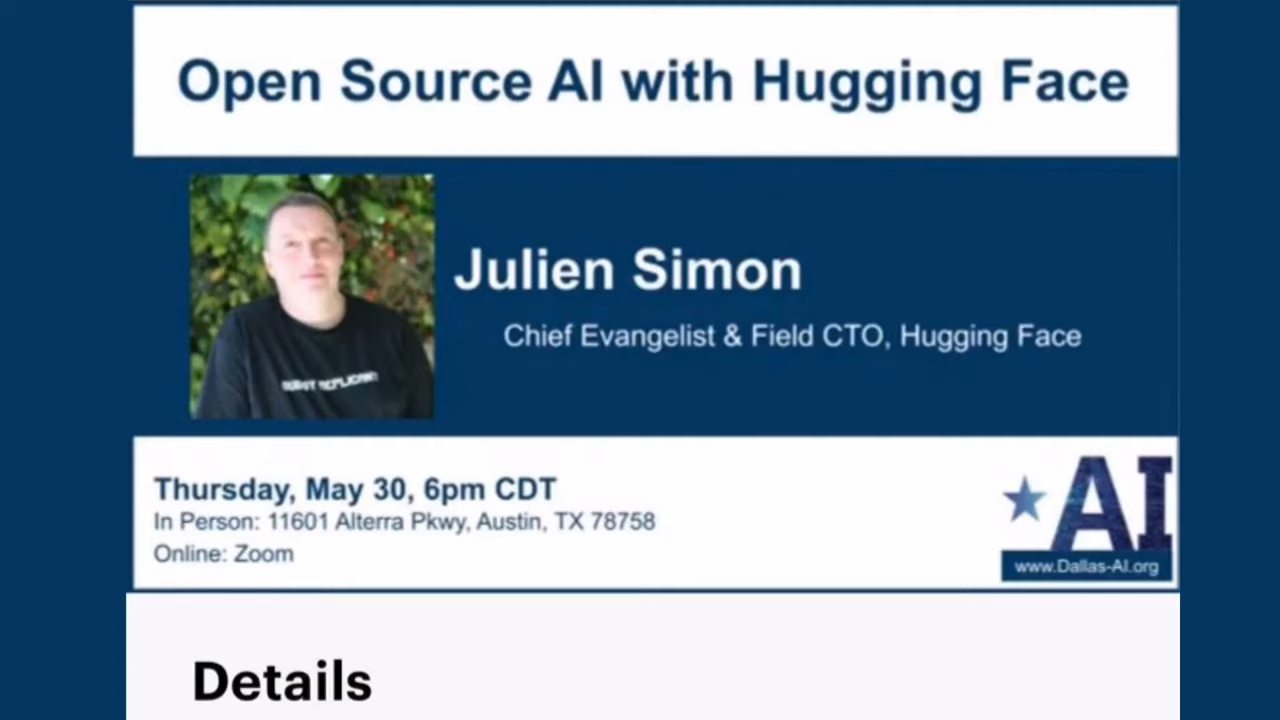 Open Source AI with Hugging Face
Julien Simon
Chief Evangelist & Field CTO, Hugging Face
Thursday, May 30, 6pm CDT
In Person: 11601 Alterra Pkwy, Austin, TX 78758
Online: Zoom
AI
www.Dallas-AI.org
Details